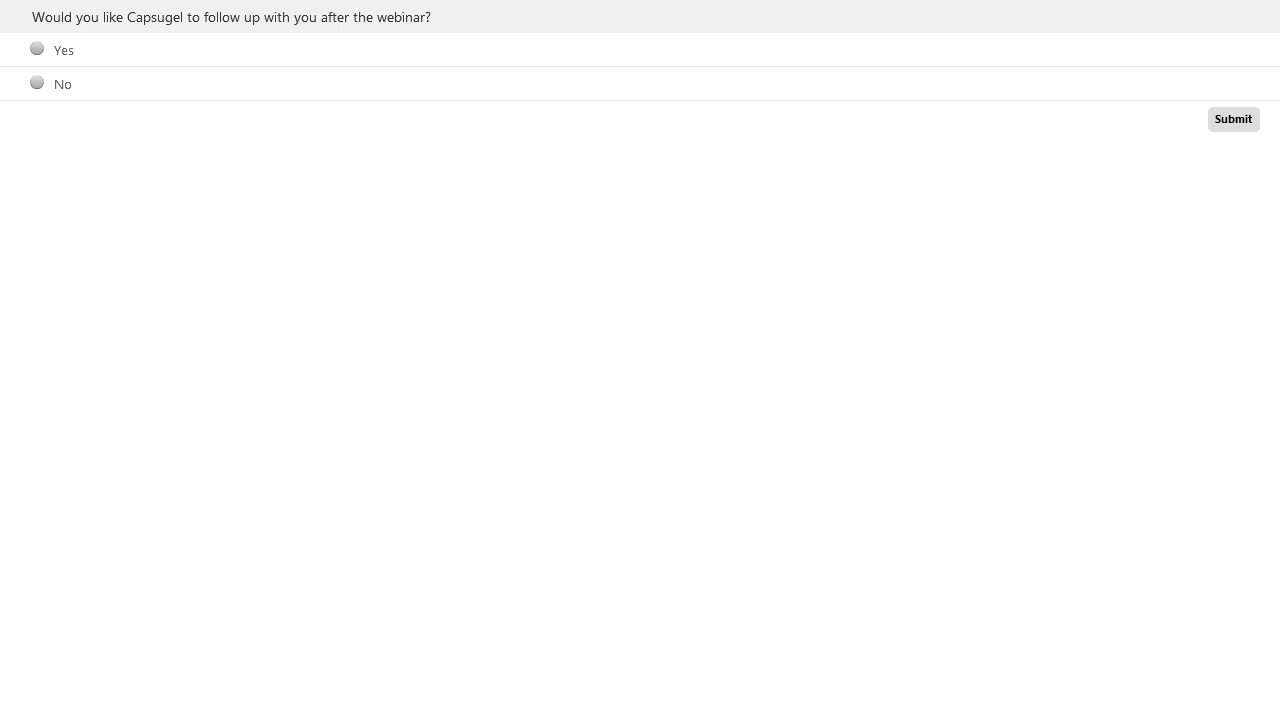 Would you like Capsugel to follow up with you after the webinar?
Yes
No
Submit